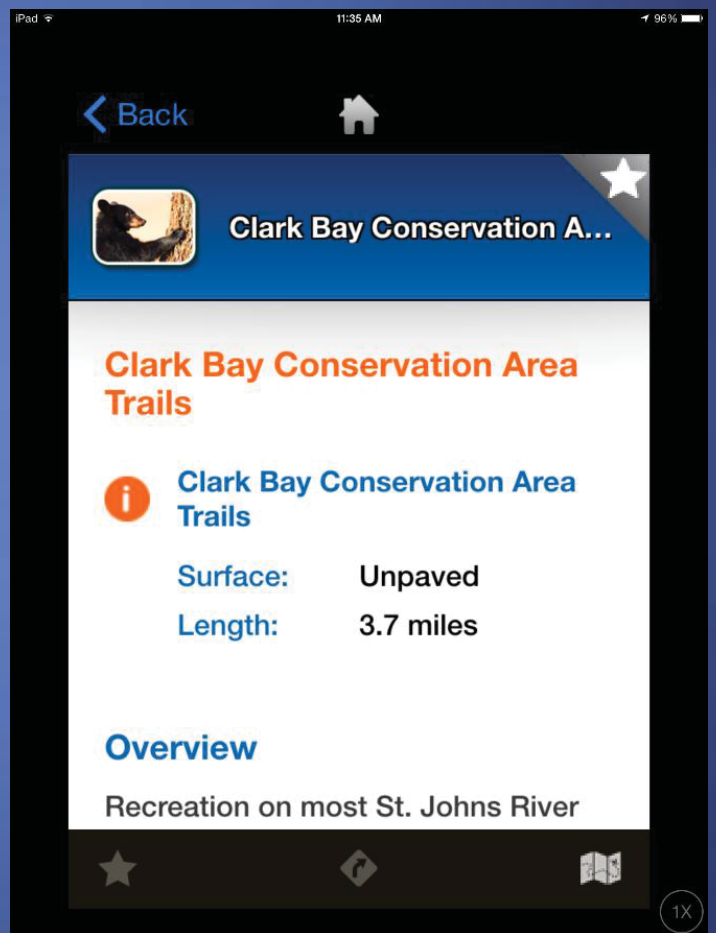 iPad 11:35 AM 96%
Back
Clark Bay Conservation A...
Clark Bay Conservation Area
Trails
i
Clark Bay Conservation Area
Trails
Surface: Unpaved
Length: 3.7 miles
Overview
Recreation on most St. Johns River
1X